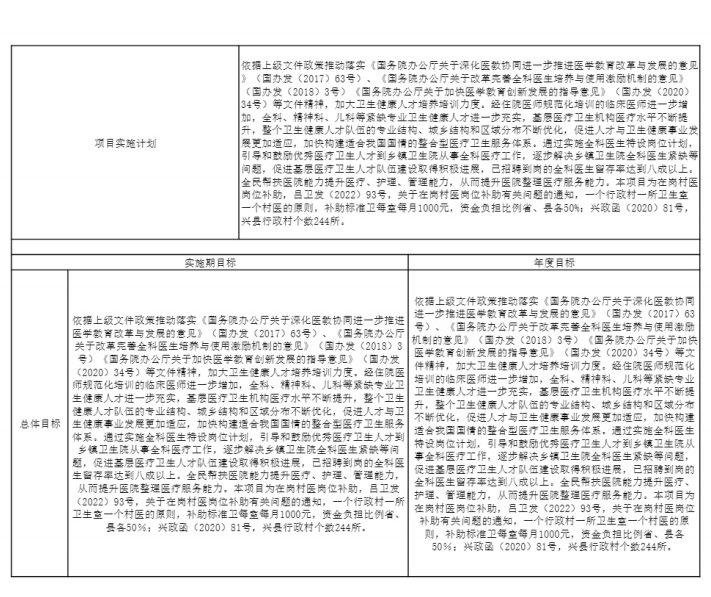 项目实施计划
依据上级文件政策推动落实《国务院办公厅关于深化医教协同进一步推进医学教育改革与发展的意见
》（国办发（2017）63号）、《国务院办公厅关于改革完善全科医生培养与使用激励机制的意见》
（国办发（2018）3号）《国务院办公厅关于加快医学教育创新发展的指导意见》（国办发（2020）
34号）等文件精神，加大卫生健康人才培养培训力度。经住院医师规范化培训的临床医师进一步增
加，全科、精神科、儿科等紧缺专业卫生健康人才进一步充实，基层医疗卫生机构医疗水平不断提
升，整个卫生健康人才队伍的专业结构、城乡结构和区域分布不断优化，促进人才与卫生健康事业发
展更加适应，加快构建适合我国国情的整合型医疗卫生服务体系。通过实施全科医生特设岗位计划，
引导和鼓励优秀医疗卫生人才到乡镇卫生院从事全科医疗工作，逐步解决乡镇卫生院全科医生紧缺等
问题，促进基层医疗卫生人才队伍建设取得积极进展，已招聘到岗的全科医生留存率达到八成以上。
全民帮扶医院能力提升医疗、护理、管理能力，从而提升医院整理医疗服务能力。本项目为在岗村医
岗位补助，吕卫发（2022）93号，关于在岗村医岗位补助有关问题的通知，一个行政村一所卫生室
一个村医的原则，补助标准卫每室每月1000元，资金负担比例省、县各50%；兴政函（2020）81号，
兴县行政村个数244所。
实施期目标
年度目标
总体目标
依据上级文件政策推动落实《国务院办公厅关于深化医教协同进一步推进
医学教育改革与发展的意见》（国办发（2017）63号）、《国务院办公厅
关于改革完善全科医生培养与使用激励机制的意见》（国办发（2018）3
号）《国务院办公厅关于加快医学教育创新发展的指导意见》（国办发
（2020）34号）等文件精神，加大卫生健康人才培养培训力度。经住院医
师规范化培训的临床医师进一步增加，全科、精神科、儿科等紧缺专业卫
生健康人才进一步充实，基层医疗卫生机构医疗水平不断提升，整个卫生
健康人才队伍的专业结构、城乡结构和区域分布不断优化，促进人才与卫
生健康事业发展更加适应，加快构建适合我国国情的整合型医疗卫生服务
体系。通过实施全科医生特设岗位计划，引导和鼓励优秀医疗卫生人才到
乡镇卫生院从事全科医疗工作，逐步解决乡镇卫生院全科医生紧缺等问
题，促进基层医疗卫生人才队伍建设取得积极进展，已招聘到岗的全科医
生留存率达到八成以上。全民帮扶医院能力提升医疗、护理、管理能力，
从而提升医院整理医疗服务能力。本项目为在岗村医岗位补助，吕卫发
（2022）93号，关于在岗村医岗位补助有关问题的通知，一个行政村一所
卫生室一个村医的原则，补助标准卫每室每月1000元，资金负担比例省、
县各50%；兴政函（2020）81号，兴县行政村个数244所。
依据上级文件政策推动落实《国务院办公厅关于深化医教协同
进一步推进医学教育改革与发展的意见》（国办发（2017）63
号）、《国务院办公厅关于改革完善全科医生培养与使用激励
机制的意见》（国办发（2018）3号）《国务院办公厅关于加快
医学教育创新发展的指导意见》（国办发（2020）34号）等文
件精神，加大卫生健康人才培养培训力度。经住院医师规范化
培训的临床医师进一步增加，全科、精神科、儿科等紧缺专业
卫生健康人才进一步充实，基层医疗卫生机构医疗水平不断提
升，整个卫生健康人才队伍的专业结构、城乡结构和区域分布
不断优化，促进人才与卫生健康事业发展更加适应，加快构建
适合我国国情的整合型医疗卫生服务体系。通过实施全科医生
特设岗位计划，引导和鼓励优秀医疗卫生人才到乡镇卫生院从
事全科医疗工作，逐步解决乡镇卫生院全科医生紧缺等问题，
促进基层医疗卫生人才队伍建设取得积极进展，已招聘到岗的
全科医生留存率达到八成以上。全民帮扶医院能力提升医疗、
护理、管理能力，从而提升医院整理医疗服务能力。本项目为
在岗村医岗位补助，吕卫发（2022）93号，关于在岗村医岗位
补助有关问题的通知，一个行政村一所卫生室一个村医的原
则，补助标准卫每室每月1000元，资金负担比例省、县各
50%；兴政函（2020）81号，兴县行政村个数244所。